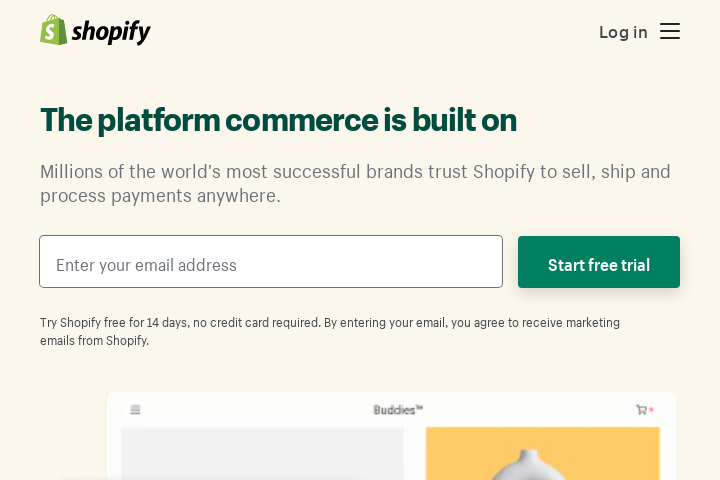 shopify
Log in
The platform commerce is built on
Millions of the world's most successful brands trust Shopify to sell, ship and
process payments anywhere.
Enter your email address
Start free trial
Try Shopify free for 14 days, no credit card required. By entering your email, you agree to receive marketing
emails from Shopify.
Buddies™